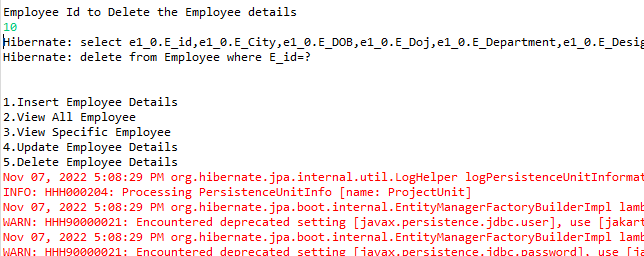 Employee Id to Delete the Employee details
10
Hibernate: select e1_0.E_id,e1_0.E_City,e1_0.E_DOB,e1_0.E_Doj,e1_0.E_Department,e1_0.E_Desig
Hibernate: delete from Employee where E_id=?
1.Insert Employee Details
2.View All Employee
3.View Specific Employee
4.Update Employee Details
5.Delete Employee Details
Nov 07, 2022 5:08:29 PM org.hibernate.jpa.internal.util.LogHelper logPersistenceUnitInformat
INFO: HHH000204: Processing PersistenceUnitInfo [name: ProjectUnit]
Nov 07, 2022 5:08:29 PM org.hibernate.jpa.boot.internal.EntityManagerFactoryBuilderImpl lamb
WARN: HHH90000021: Encountered deprecated setting [javax.persistence.jdbc.user], use [jakart
Nov 07, 2022 5:08:29 PM org.hibernate.jpa.boot.internal.EntityManagerFactoryBuilderImpl lamb
WARN: HHH90000021: Encountered deprecated setting [javax.persistence.jdbc.password], use [ja